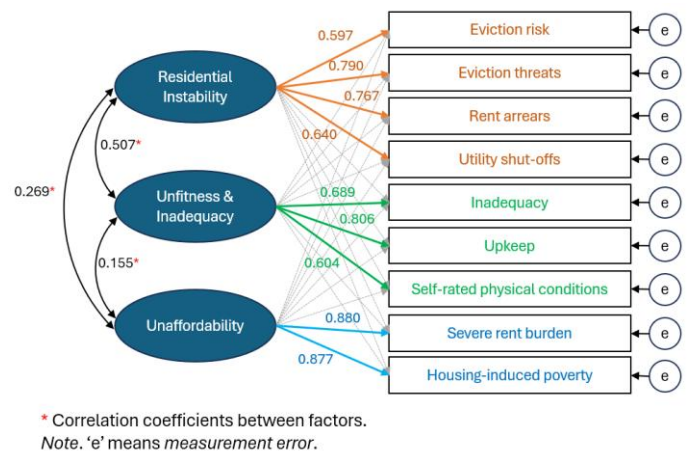 Residential
Instability
Unfitness &
Inadequacy
Unaffordability
0.269*
0.507*
0.155*
0.597
0.790
0.767
0.640
0.689
0.806
0.604
0.880
0.877
Eviction risk
e
Eviction threats
e
Rent arrears
e
Utility shut-offs
e
Inadequacy
e
Upkeep
e
Self-rated physical conditions
e
Severe rent burden
e
Housing-induced poverty
e
* Correlation coefficients between factors.
Note. ‘e’ means measurement error.